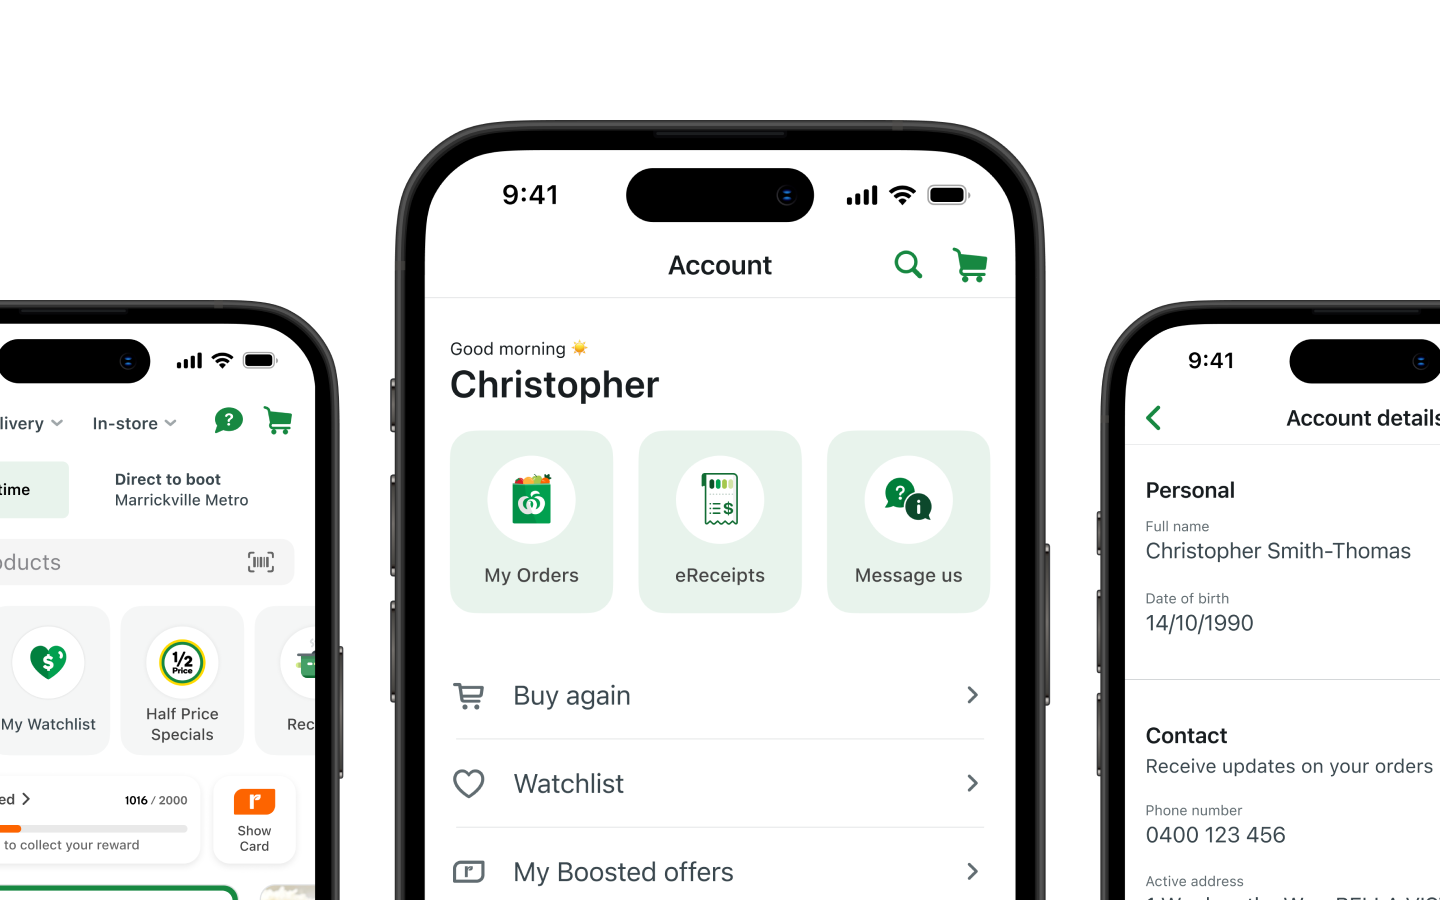 livery
In-store
time
Direct to boot
Marrickville Metro
ducts
My Watchlist
1/2
Price
Half Price
Specials
Rec
ed
1016 / 2000
to collect your reward
r
Show
Card
9:41
Account
Good morning
Christopher
My Orders
eReceipts
Message us
Buy again
Watchlist
My Boosted offers
9:41
Account details
Personal
Full name
Christopher Smith-Thomas
Date of birth
14/10/1990
Contact
Receive updates on your orders
Phone number
0400 123 456
Active address